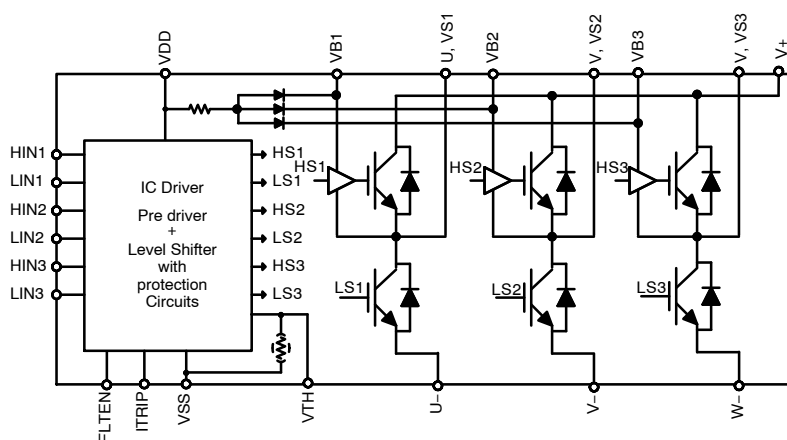 VDD
VB1
U, VS1
VB2
V, VS2
VB3
V, VS3
V+
HIN1
LIN1
HIN2
LIN2
HIN3
LIN3
IC Driver
Pre driver
+
Level Shifter
with
protection
Circuits
HS1
LS1
HS2
LS2
HS3
LS3
HS1
HS2
HS3
LS1
LS2
LS3
FLTEN
ITRIP
VSS
VTH
U−
V−
W−